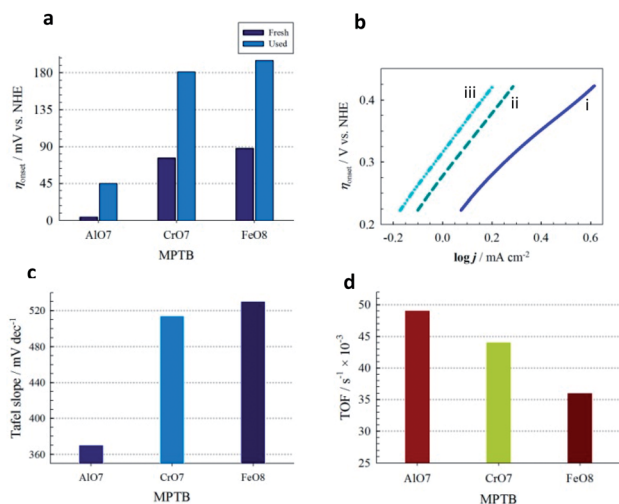 a
Fresh
Used
180
135
90
45
0
ηonset / mV vs. NHE
AlO7
CrO7
FeO8
MPTB
b
0.4
0.3
0.2
ηonset / V vs. NHE
iii
ii
i
-0.2
0.0
0.2
0.4
0.6
log j / mA cm-2
c
520
480
440
400
360
Tafel slope / mV dec−1
AlO7
CrO7
FeO8
MPTB
d
50
45
40
35
30
25
TOF / s−1 × 10−3
AlO7
CrO7
FeO8
MPTB